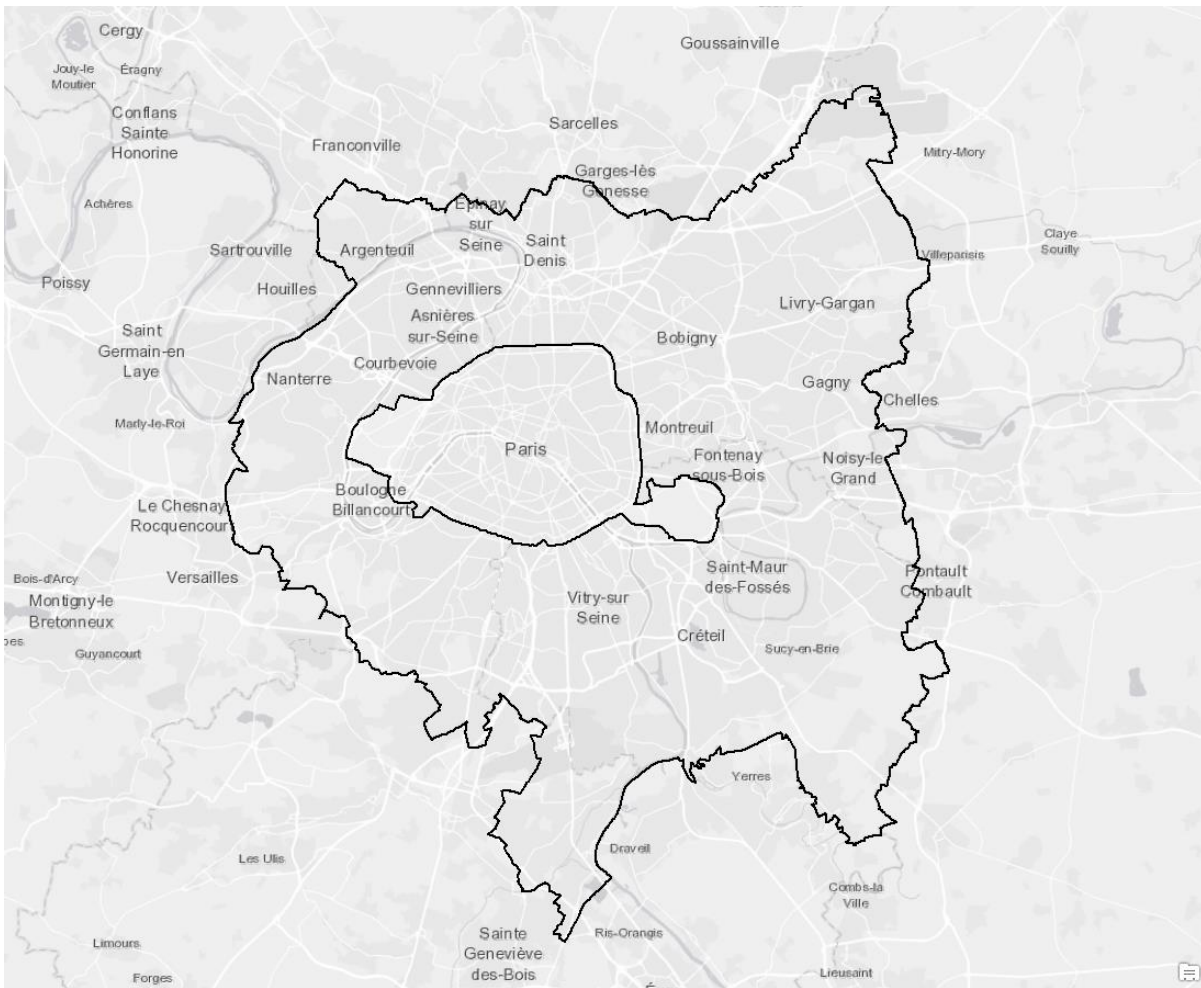 Cergy
Goussainville
Jouy-le
Moutier
Éragny
Conflans
Sainte
Honorine
Sarcelles
Franconville
Mitry-Mory
Garges-lès
Gonesse
Achères
Épinay
sur
Seine
Saint
Denis
Sartrouville
Argenteuil
Claye
Souilly
Villeparisis
Poissy
Houilles
Gennevilliers
Livry-Gargan
Asnières
sur-Seine
Saint
Germain-en
Laye
Bobigny
Courbevoie
Nanterre
Gagny
Chelles
Marly-le-Roi
Montreuil
Paris
Fontenay
sous-Bois
Noisy-le
Grand
Boulogne
Billancourt
Le Chesnay
Rocquencour
Bois-d'Arcy
Versailles
Saint-Maur
des-Fossés
Pontault
Combault
Montigny-le
Bretonneux
Vitry-sur
Seine
Créteil
Sucy-en-Brie
Guyancourt
Yerres
Les Ulis
Draveil
Combs-la
Ville
Limours
Sainte
Geneviève
des-Bois
Ris-Orangis
Forges
Lieusaint